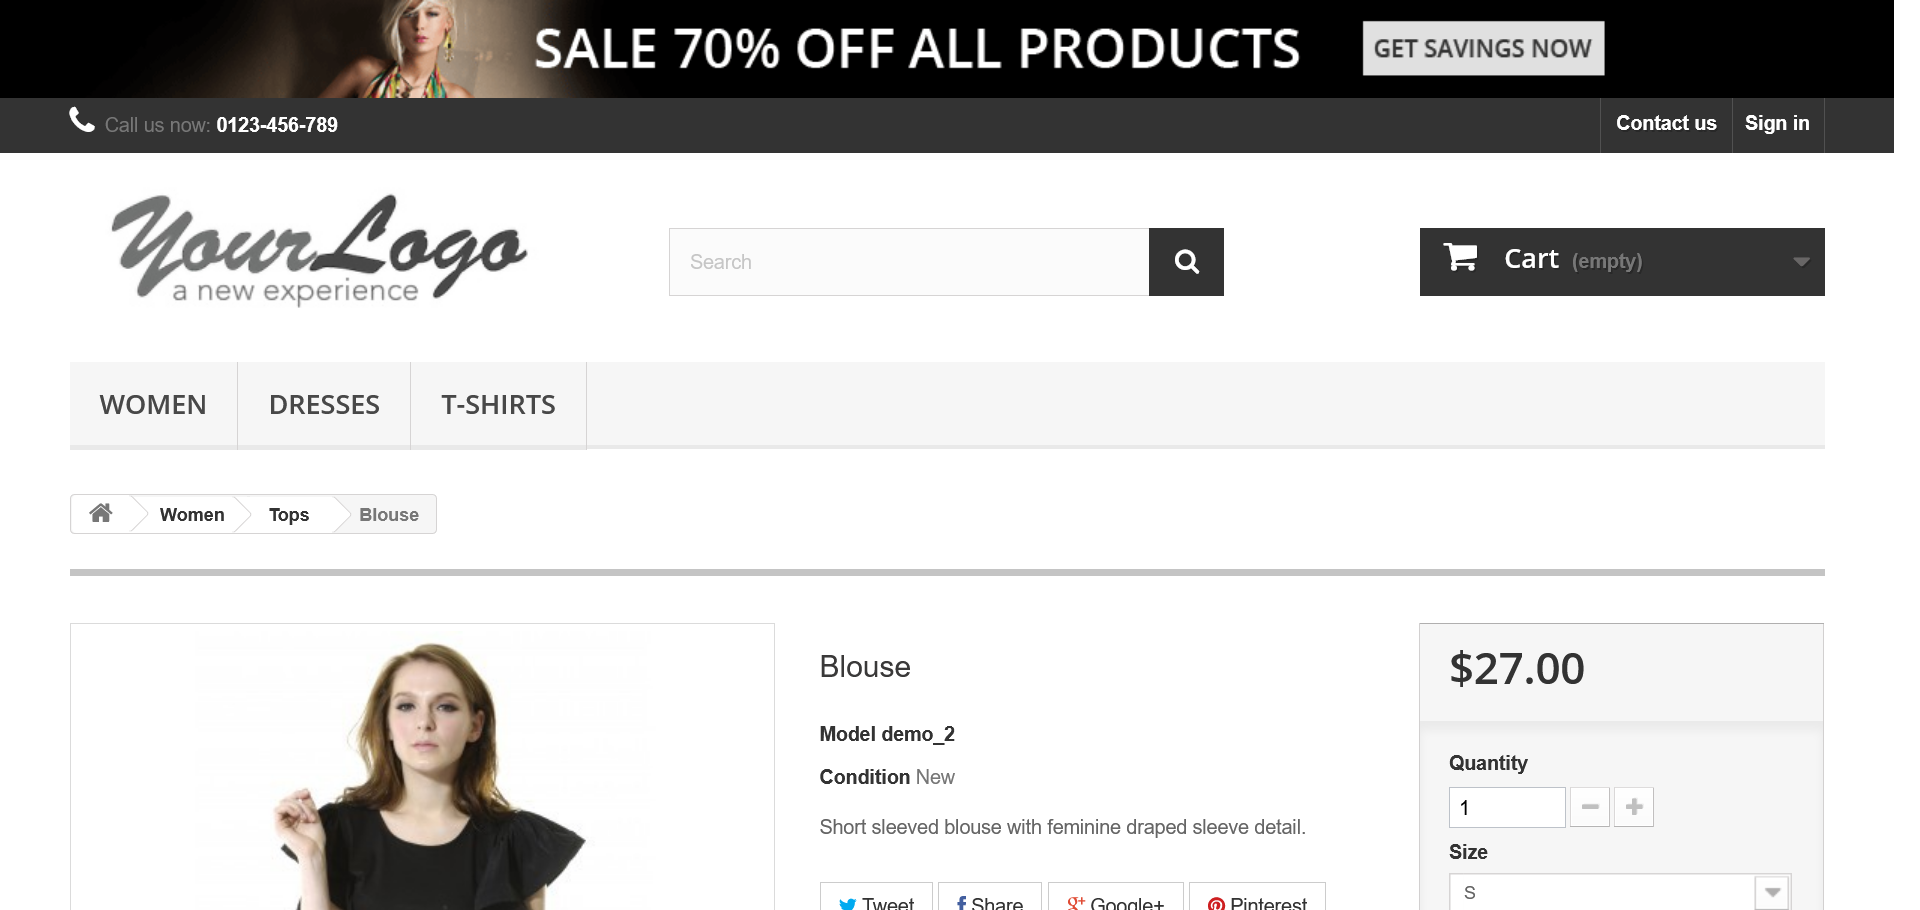 SALE 70% OFF ALL PRODUCTS
GET SAVINGS NOW
Call us now: 0123-456-789
Contact us
Sign in
YourLogo
a new experience
Search
Cart (empty)
WOMEN
DRESSES
T-SHIRTS
Women
Tops
Blouse
Blouse
Model demo_2
Condition New
Short sleeved blouse with feminine draped sleeve detail.
Tweet
Share
Google+
Pinterest
$27.00
Quantity
1
Size
S